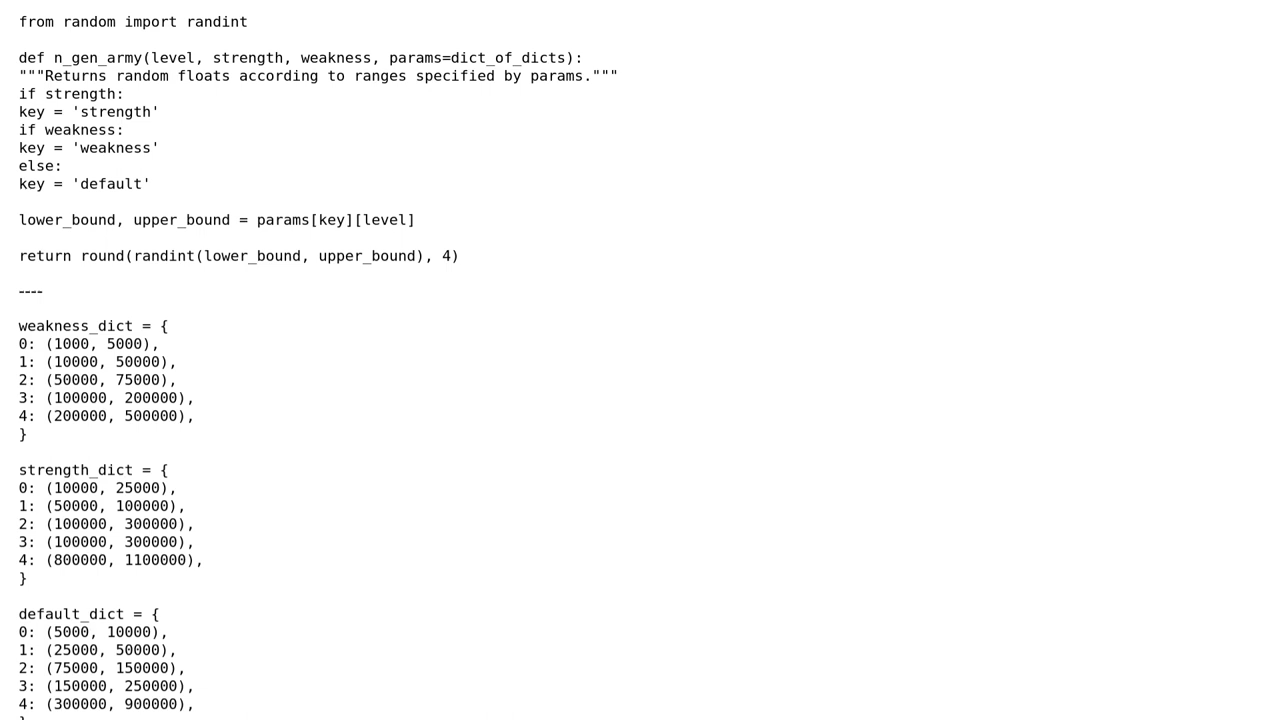 from random import randint
def n_gen_army(level, strength, weakness, params=dict_of_dicts):
"""Returns random floats according to ranges specified by params."""
if strength:
key = 'strength'
if weakness:
key = 'weakness'
else:
key = 'default'
lower_bound, upper_bound = params[key][level]
return round(randint(lower_bound, upper_bound), 4)
----
weakness_dict = {
0: (1000, 5000),
1: (10000, 50000),
2: (50000, 75000),
3: (100000, 200000),
4: (200000, 500000),
}
strength_dict = {
0: (10000, 25000),
1: (50000, 100000),
2: (100000, 300000),
3: (100000, 300000),
4: (800000, 1100000),
}
default_dict = {
0: (5000, 10000),
1: (25000, 50000),
2: (75000, 150000),
3: (150000, 250000),
4: (300000, 900000),
}